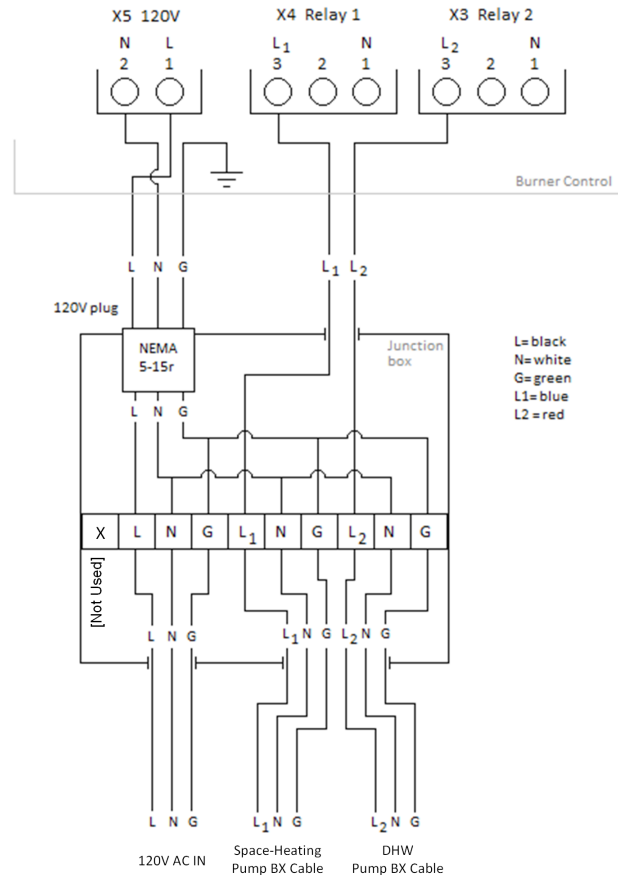 X5 120V
X4 Relay 1
X3 Relay 2
N L
L1 N
L2 N
2 1
3 2 1
3 2 1
Burner Control
L N G
L1 L2
120V plug
NEMA
5-15r
Junction
box
L= black
N= white
G= green
L1= blue
L2 = red
L N G
X L N G L1 N G L2 N G
[Not Used]
L N G
L1 N G
L2 N G
L N G
L1 N G
L2 N G
120V AC IN
Space-Heating
Pump BX Cable
DHW
Pump BX Cable